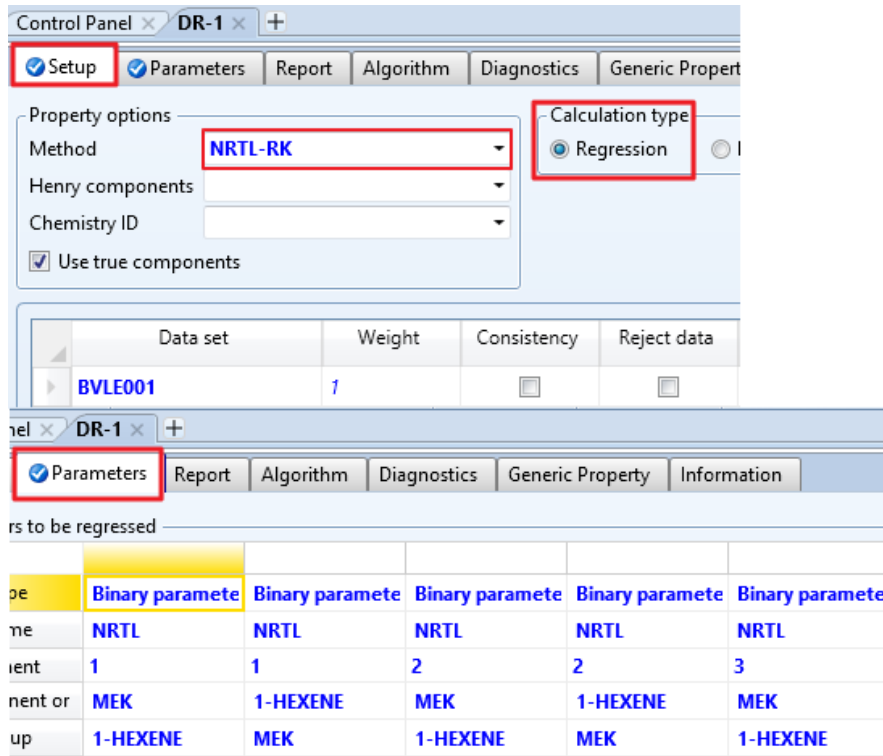 Control Panel DR-1
Setup Parameters Report Algorithm Diagnostics Generic Propert
Property options
Calculation type
Method NRTL-RK
Regression
Henry components
Chemistry ID
Use true components
Data set Weight Consistency Reject data
BVLE001 1
nel DR-1
Parameters Report Algorithm Diagnostics Generic Property Information
rs to be regressed
pe Binary paramete Binary paramete Binary paramete Binary paramete Binary paramete
me NRTL NRTL NRTL NRTL NRTL
ent 1 1 2 2 3
nent or MEK 1-HEXENE MEK 1-HEXENE MEK
up 1-HEXENE MEK 1-HEXENE MEK 1-HEXENE